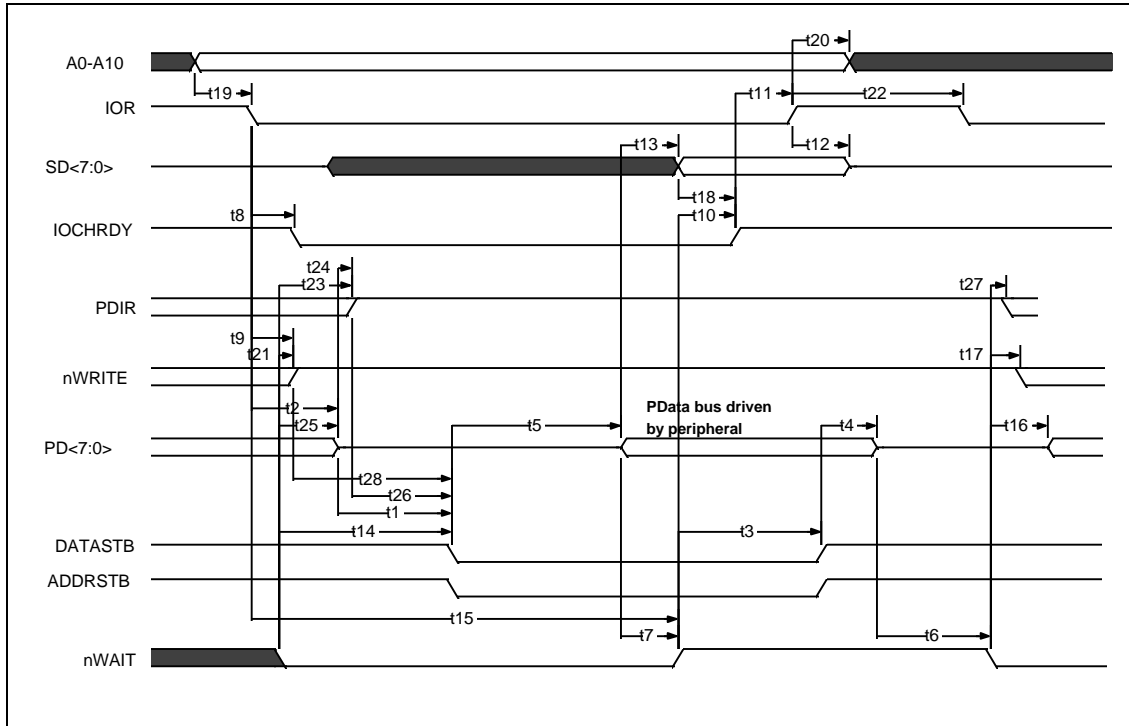 t20
A0-A10
t19
t11
t22
IOR
t13
t12
SD<7:0>
t18
t8
t10
IOCHRDY
t24
t23
t27
PDIR
t9
t21
t17
nWRITE
PData bus driven
by peripheral
t2
t25
t5
t4
t16
PD<7:0>
t28
t26
t1
t14
t3
DATASTB
ADDRSTB
t15
t7
t6
nWAIT